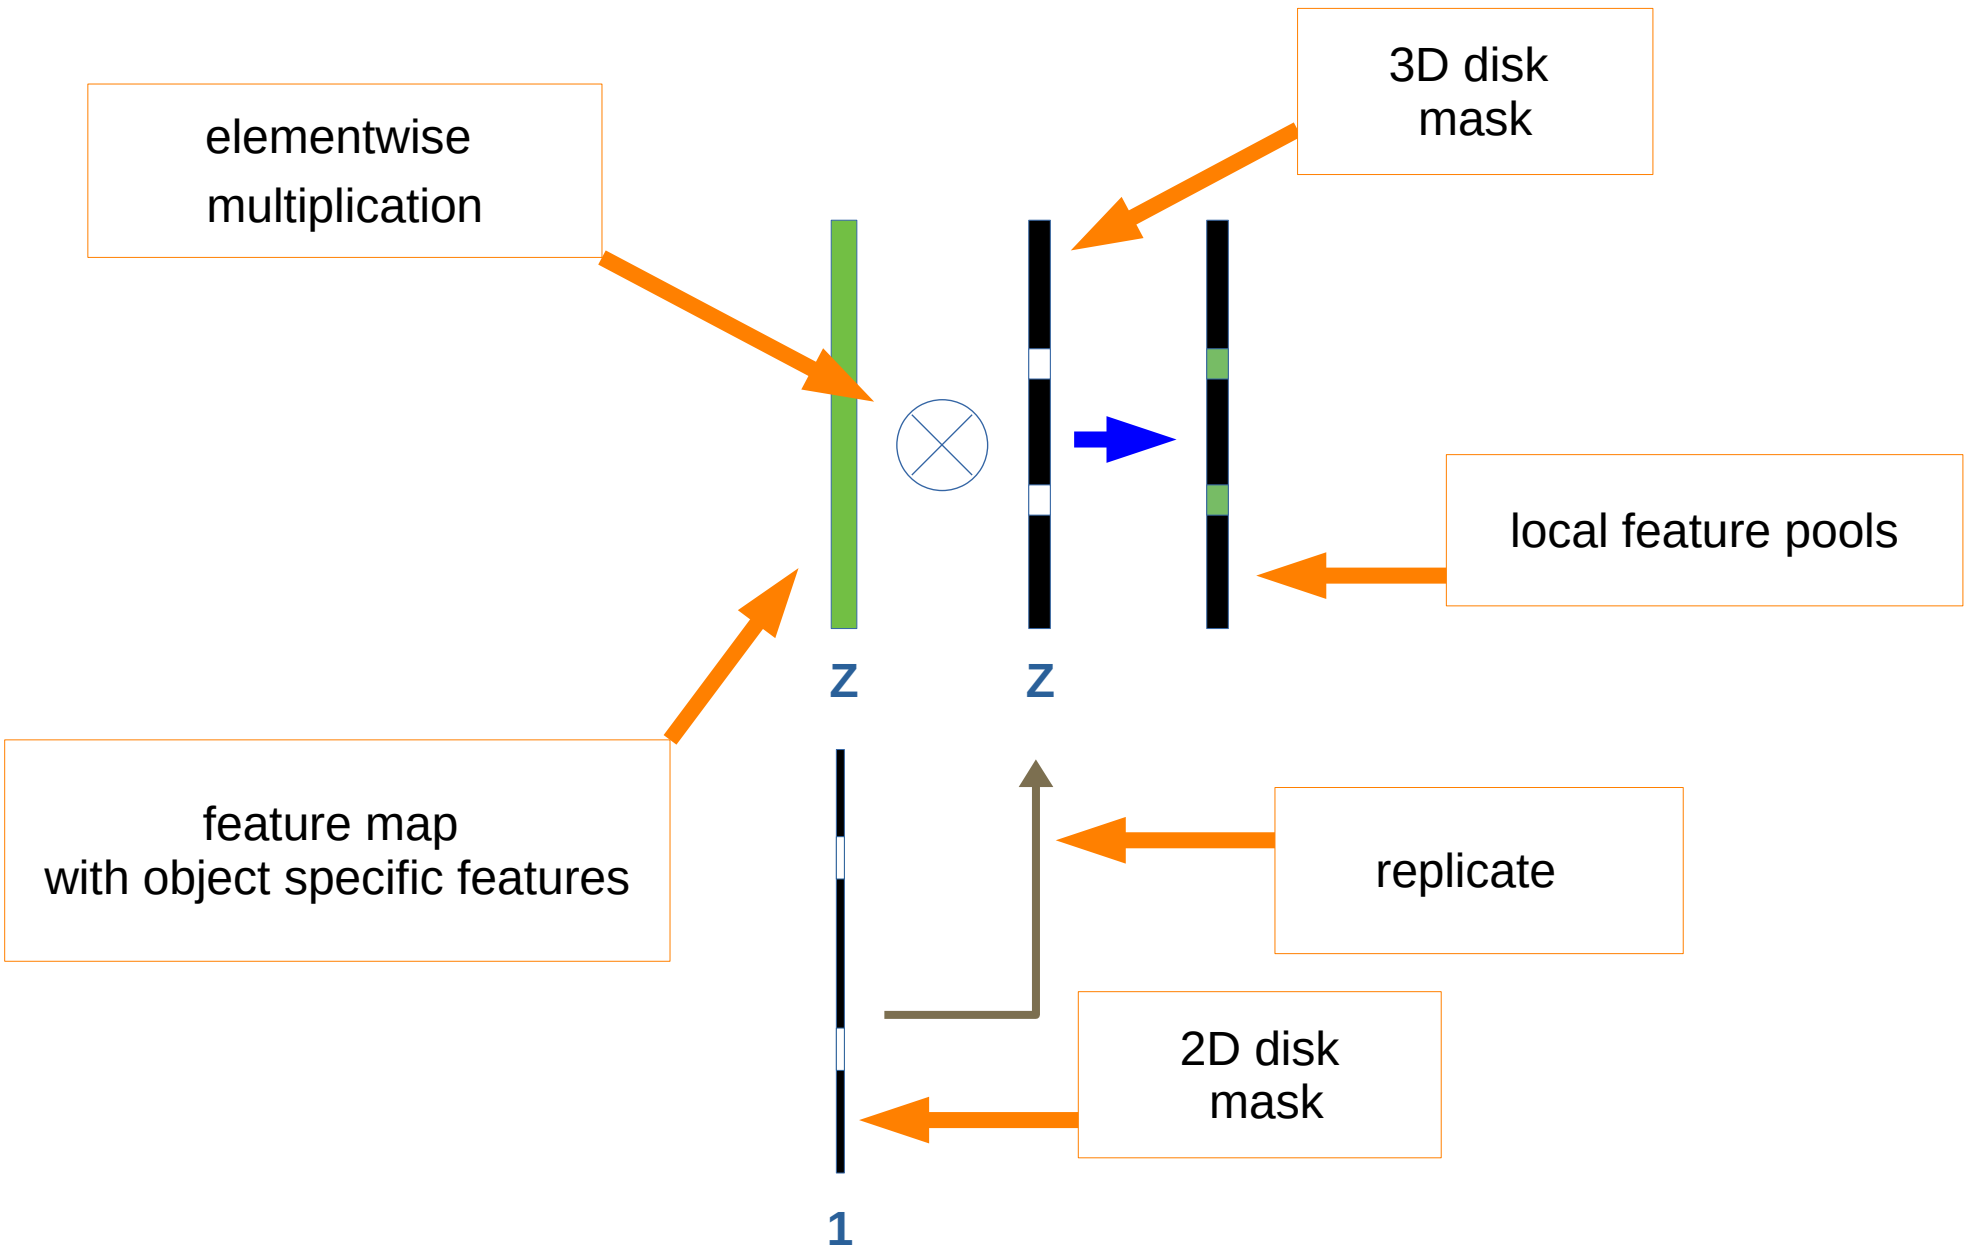 3D disk
mask
elementwise
multiplication
local feature pools
Z
Z
feature map
with object specific features
replicate
2D disk
mask
1